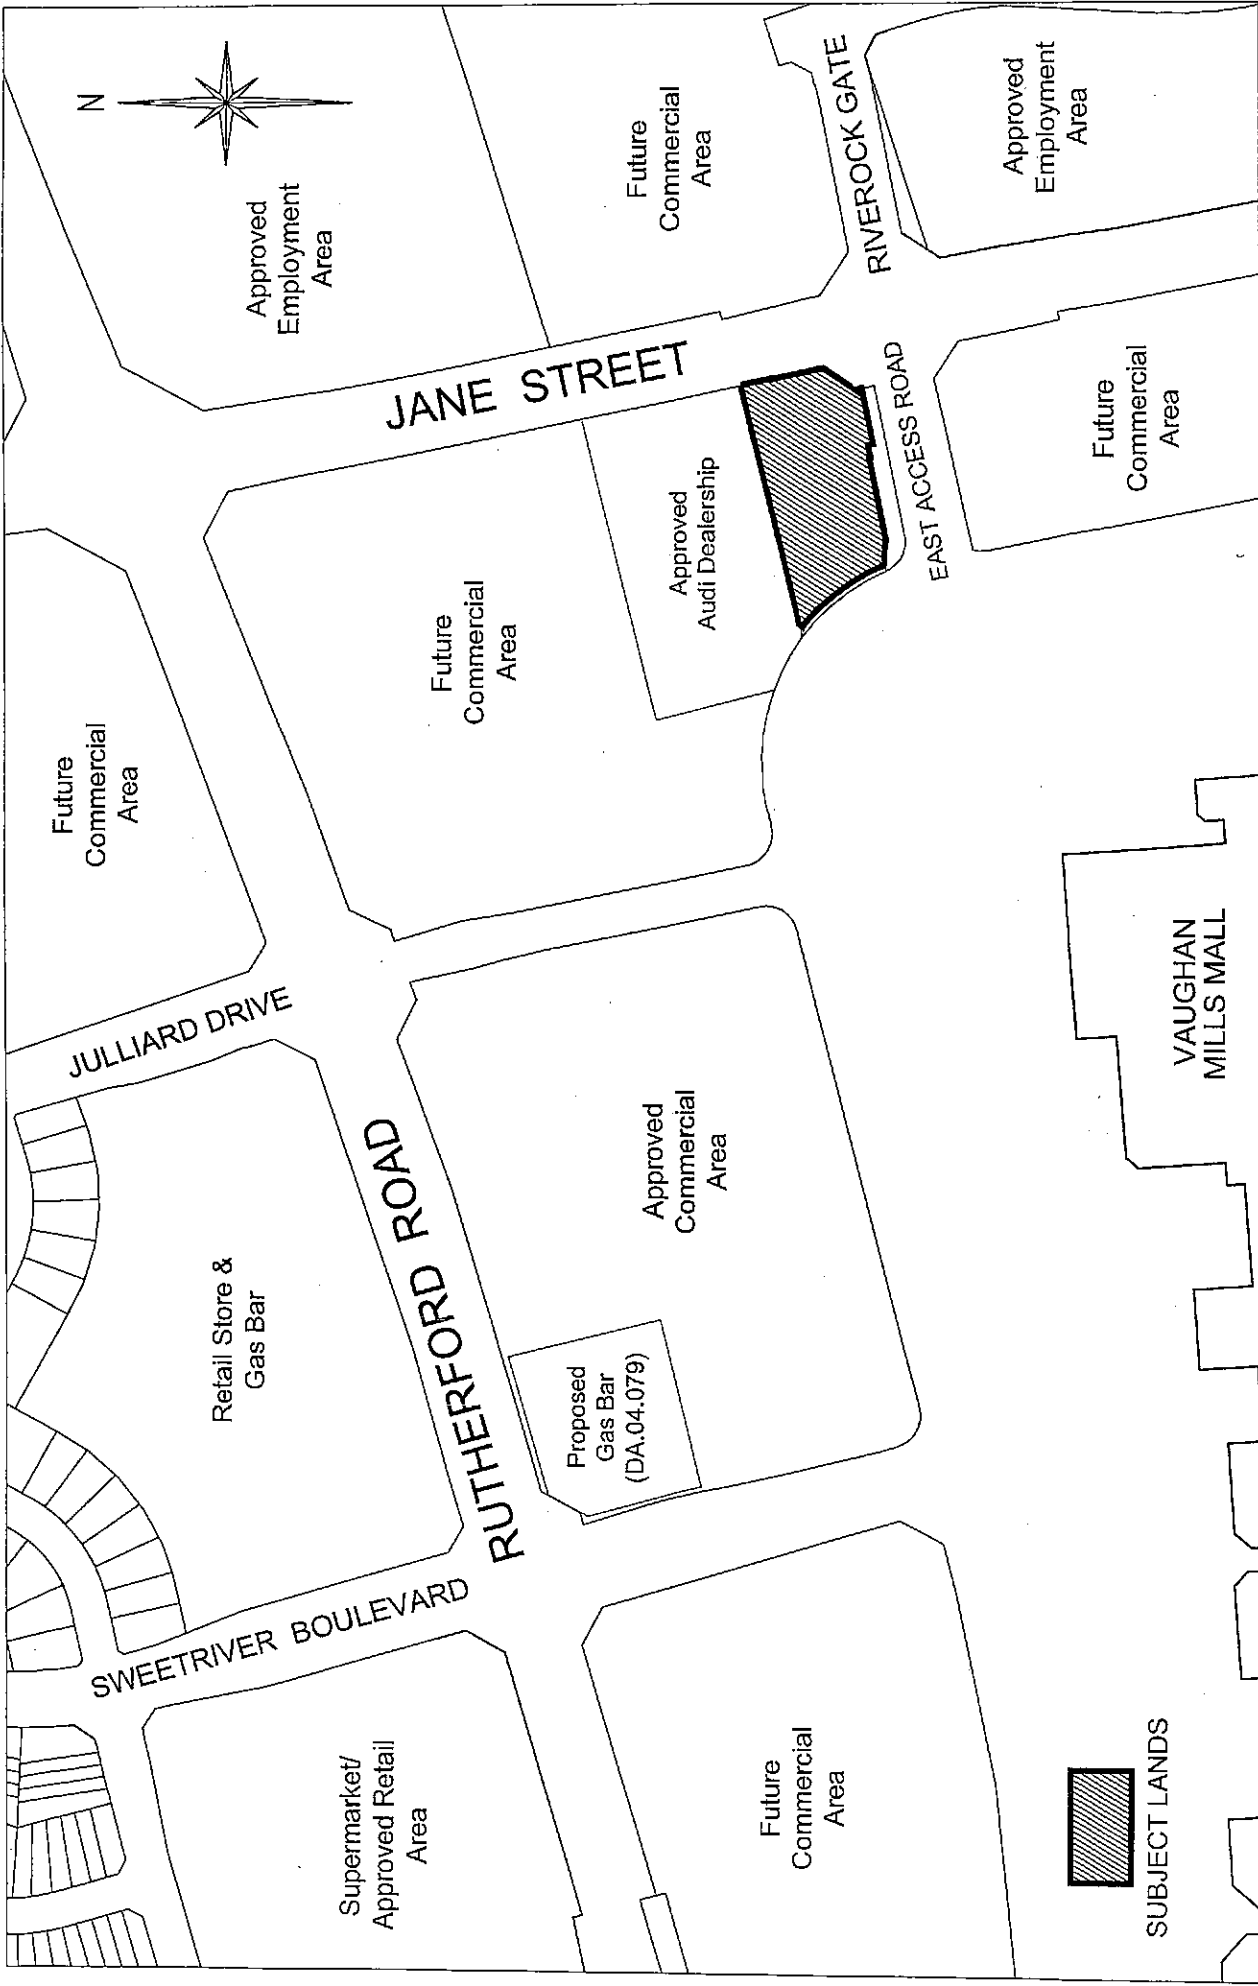 N
Approved
Employment
Area
Future
Commercial
Area
RIVEROCK GATE
Approved
Employment
Area
JANE STREET
EAST ACCESS ROAD
Future
Commercial
Area
Approved
Audi Dealership
Future
Commercial
Area
Future
Commercial
Area
JULLIARD DRIVE
RUTHERFORD ROAD
Approved
Commercial
Area
VAUGHAN
MILLS MALL
Retail Store &
Gas Bar
Proposed
Gas Bar
(DA.04.079)
SWEETRIVER BOULEVARD
Supermarket/
Approved Retail
Area
Future
Commercial
Area
SUBJECT LANDS